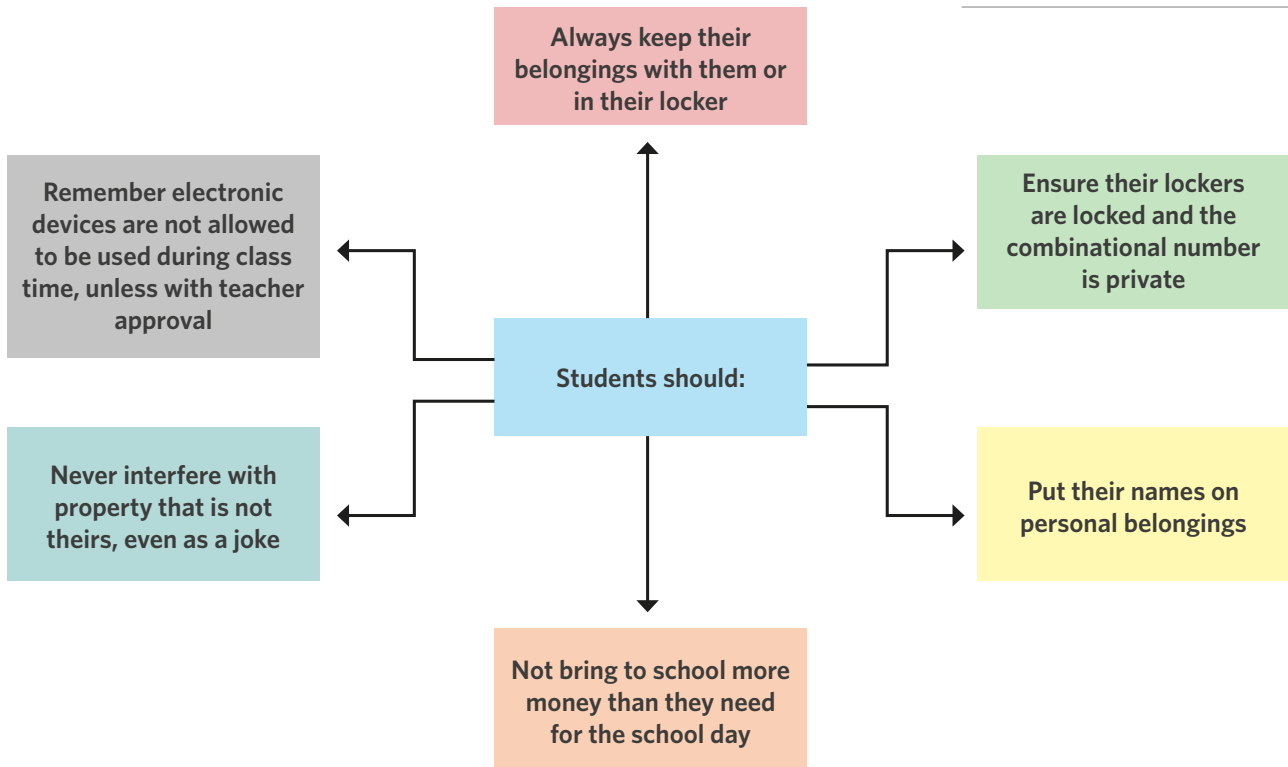 Always keep their
belongings with them or
in their locker
Remember electronic
devices are not allowed
to be used during class
time, unless with teacher
approval
Ensure their lockers
are locked and the
combinational number
is private
Students should:
Never interfere with
property that is not
theirs, even as a joke
Put their names on
personal belongings
Not bring to school more
money than they need
for the school day